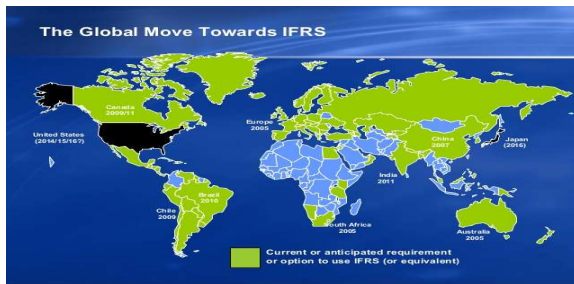 The Global Move Towards IFRS
Canada
2009/11
United States
(2014/15/16?)
Europe
2005
China
2007
Japan
(2016)
India
2011
Brazil
2010
Chile
2009
South Africa
2005
Australia
2005
Current or anticipated requirement
or option to use IFRS (or equivalent)